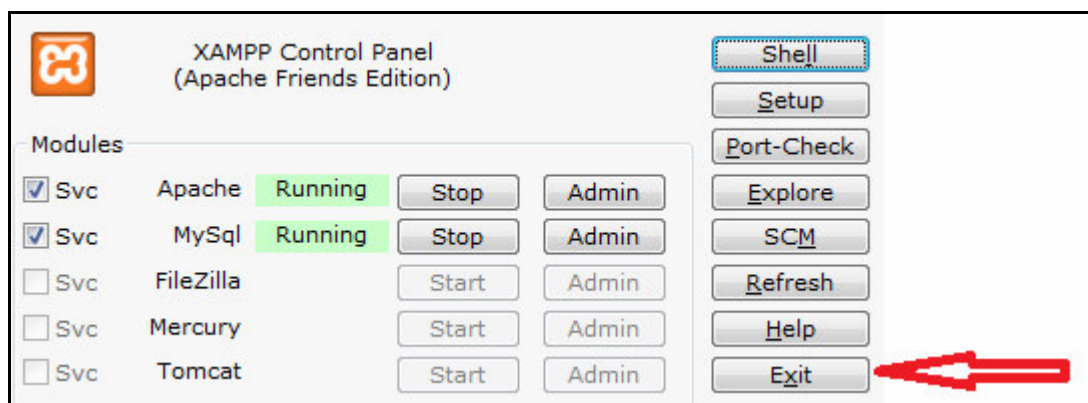 XAMPP Control Panel
(Apache Friends Edition)
Shell
Setup
Port-Check
Explore
SCM
Refresh
Help
Exit
Modules
Svc Apache Running Stop Admin
Svc MySql Running Stop Admin
Svc FileZilla Start Admin
Svc Mercury Start Admin
Svc Tomcat Start Admin